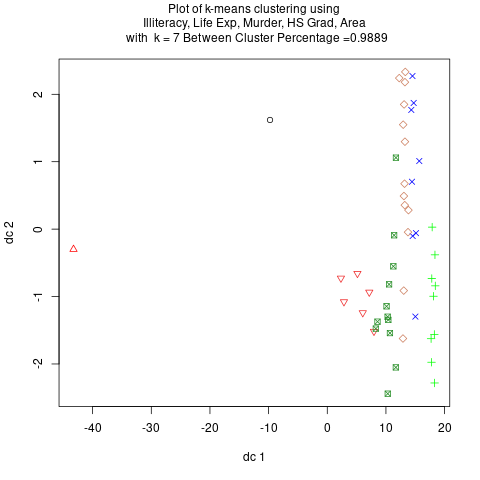 Plot of k-means clustering using
Illiteracy, Life Exp, Murder, HS Grad, Area
with k = 7 Between Cluster Percentage =0.9889
dc 2
2
1
0
-1
-2
-40
-30
-20
-10
0
10
20
dc 1